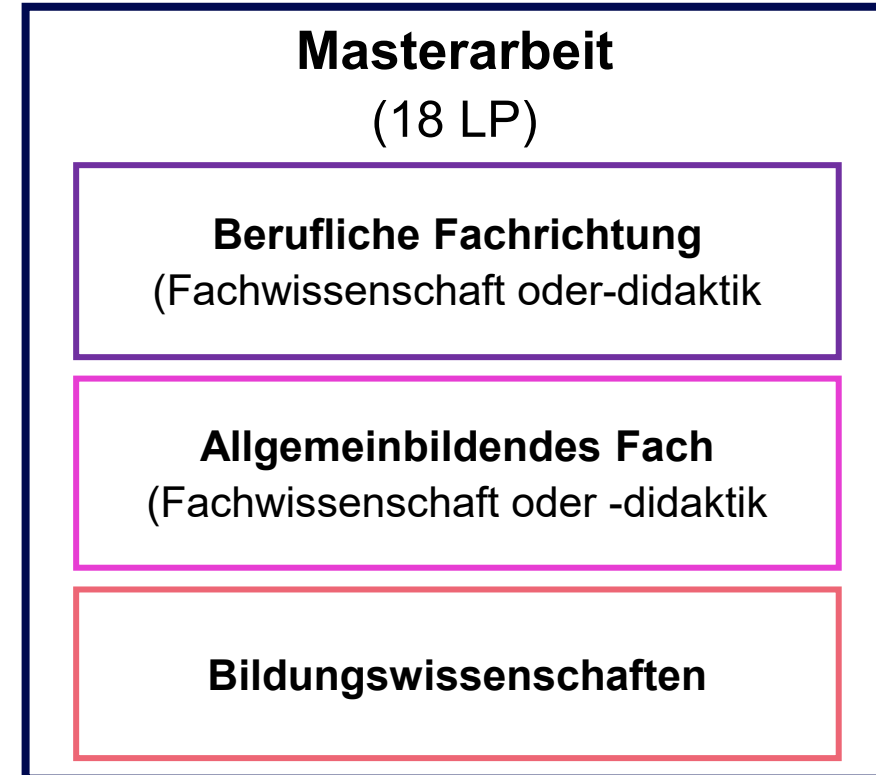 Masterarbeit
(18 LP)
Berufliche Fachrichtung
(Fachwissenschaft oder-didaktik
Allgemeinbildendes Fach
(Fachwissenschaft oder -didaktik
Bildungswissenschaften